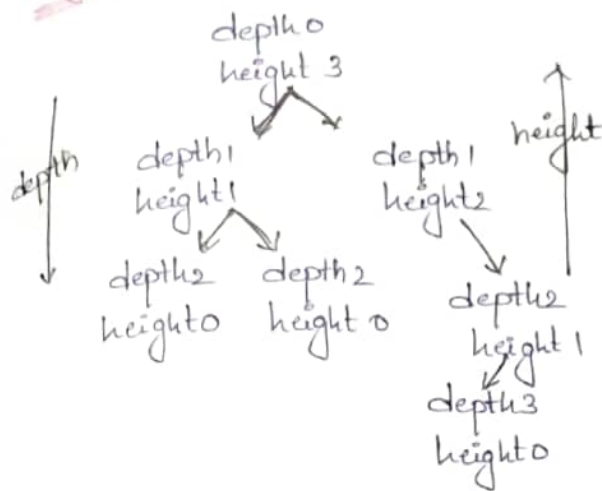 depth 0
height 3
depth
height
depth 1
height 1
depth 1
height 2
depth 2
height 0
depth 2
height 0
depth 2
height 1
depth 3
height 0